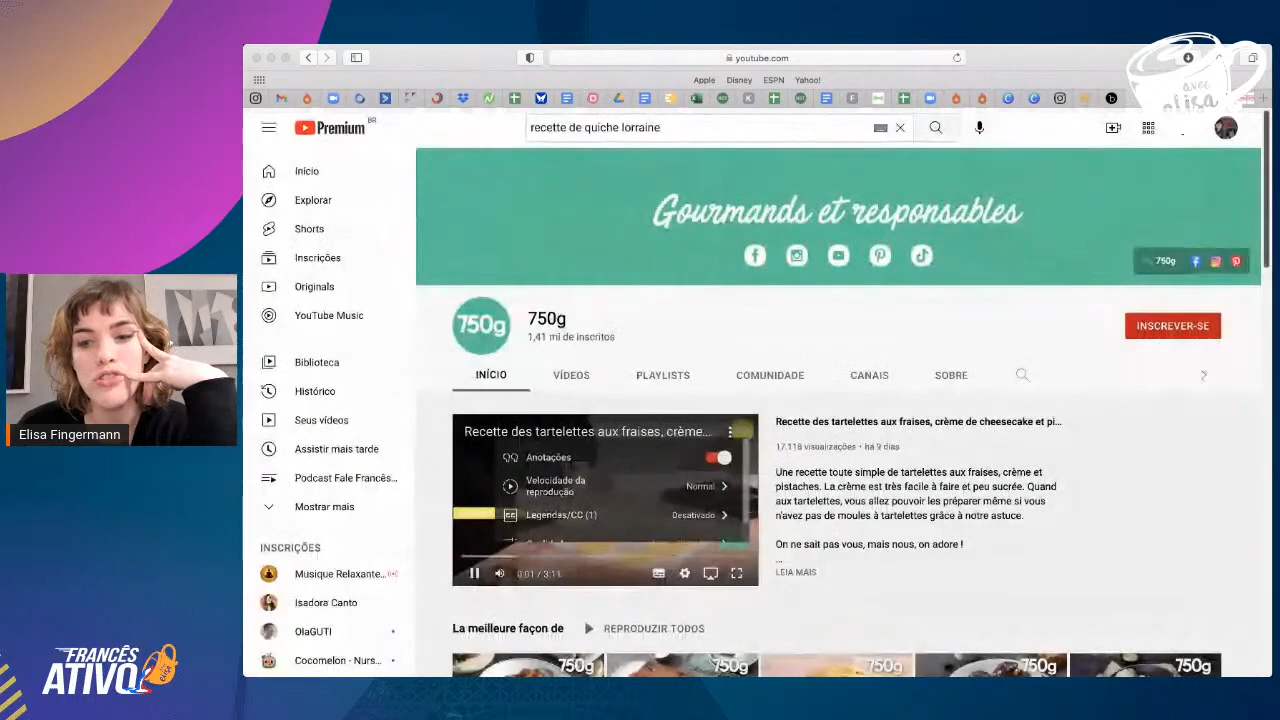 youtube.com
Apple Disney ESPN Yahoo!
avec
elisa
Premium BR
recette de quiche lorraine
Início
Explorar
Shorts
Inscrições
Originals
YouTube Music
Biblioteca
Histórico
Seus vídeos
Assistir mais tarde
Podcast Fale Francês...
Mostrar mais
INSCRIÇÕES
Musique Relaxante...
Isadora Canto
OlaGUTI
Cocomelon - Nurs...
Gourmands et responsables
750g
750g
750g
1,41 mi de inscritos
INSCREVER-SE
INÍCIO VÍDEOS PLAYLISTS COMUNIDADE CANAIS SOBRE
Recette des tartelettes aux fraises, crème...
Anotações
Velocidade da
reprodução Normal
Legendas/CC (1) Desativado
0:01 / 3:11
Recette des tartelettes aux fraises, crème de cheesecake et pi...
17.118 visualizações • há 9 dias
Une recette toute simple de tartelettes aux fraises, crème et
pistaches. La crème est très facile à faire et peu sucrée. Quand
aux tartelettes, vous allez pouvoir les préparer même si vous
n'avez pas de moules à tartelettes grâce à notre astuce.
On ne sait pas vous, mais nous, on adore !
...
LEIA MAIS
La meilleure façon de REPRODUZIR TODOS
750g 750g 750g 750g 750g
Elisa Fingermann
FRANCÊS
ATIVO